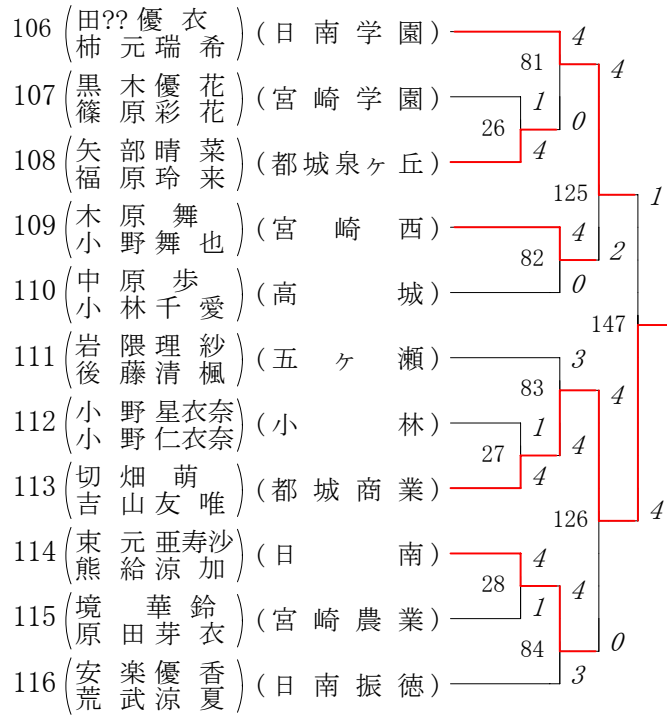 106 田??優衣 柿元瑞希 (日南学園) 4
81 4
107 黒木優花 篠原彩花 (宮崎学園) 1
26 0
108 矢部晴菜 福原玲来 (都城泉ヶ丘) 4
125 1
109 木原舞 小野舞也 (宮崎西) 4
82 2
110 中原歩 小林千愛 (高城) 0
147
111 岩隈理紗 後藤清楓 (五ヶ瀬) 3
83 4
112 小野星衣奈 小野仁衣奈 (小林) 1
27 4
113 切畑萌 吉山友唯 (都城商業) 4
126 4
114 束元亜寿沙 熊給涼加 (日南) 4
28 4
115 境華鈴 原田芽衣 (宮崎農業) 1
84 0
116 安楽優香 荒武涼夏 (日南振徳) 3